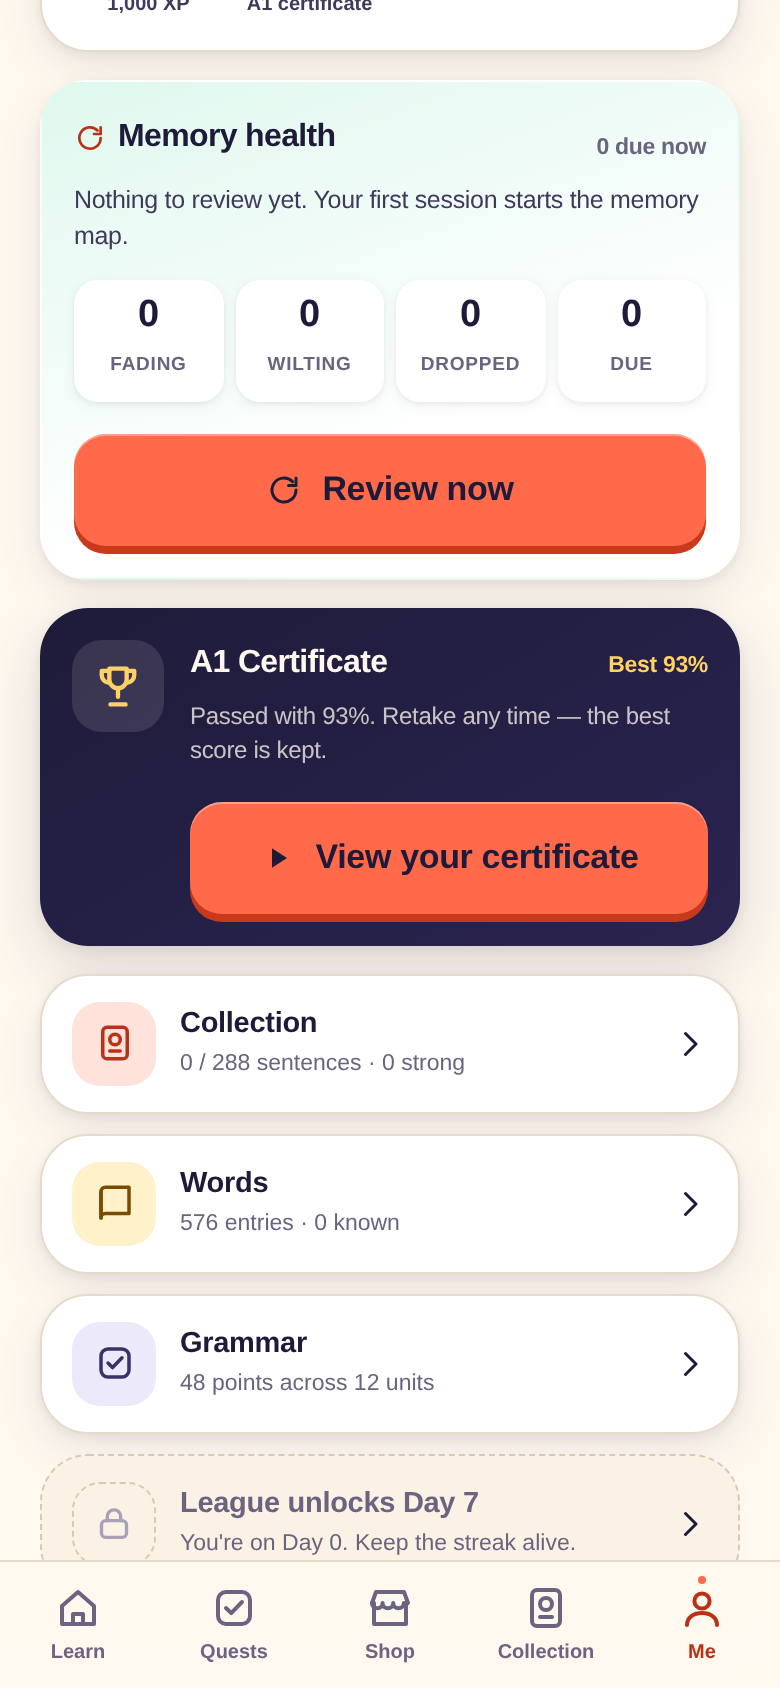 1,000 XP A1 certificate
Memory health
0 due now
Nothing to review yet. Your first session starts the memory
map.
0 0 0 0
FADING WILTING DROPPED DUE
Review now
A1 Certificate
Best 93%
Passed with 93%. Retake any time — the best
score is kept.
View your certificate
Collection
0 / 288 sentences · 0 strong
Words
576 entries · 0 known
Grammar
48 points across 12 units
League unlocks Day 7
You're on Day 0. Keep the streak alive.
Learn Quests Shop Collection Me